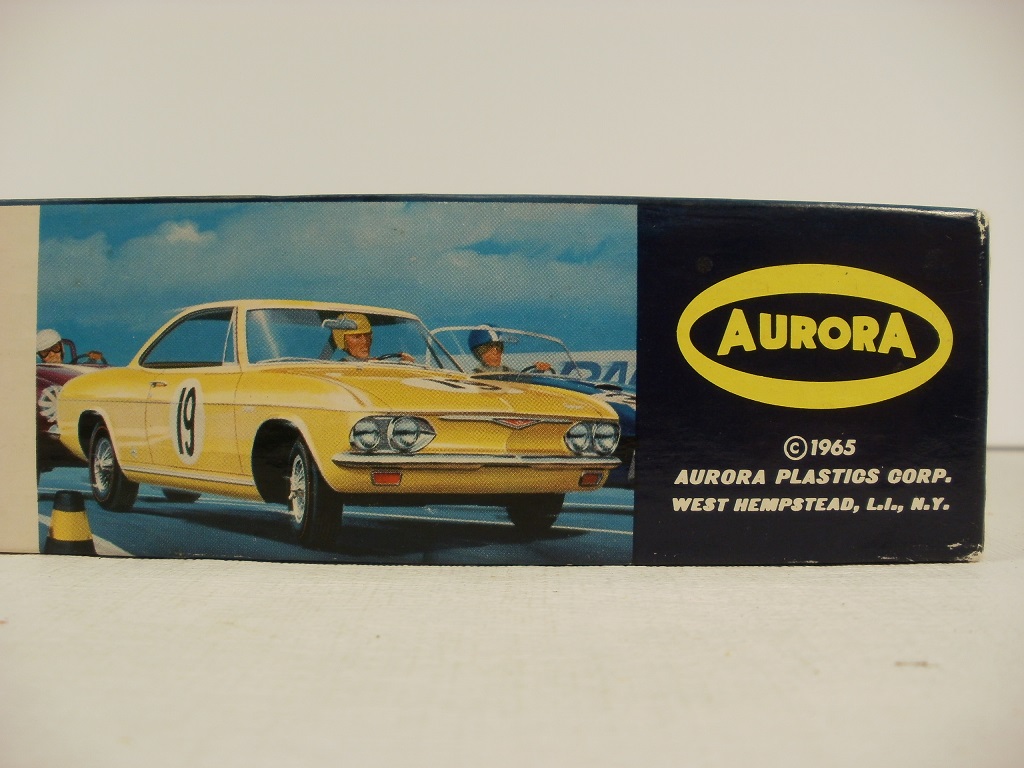 19
AURORA
©1965
AURORA PLASTICS CORP.
WEST HEMPSTEAD, L.I., N.Y.